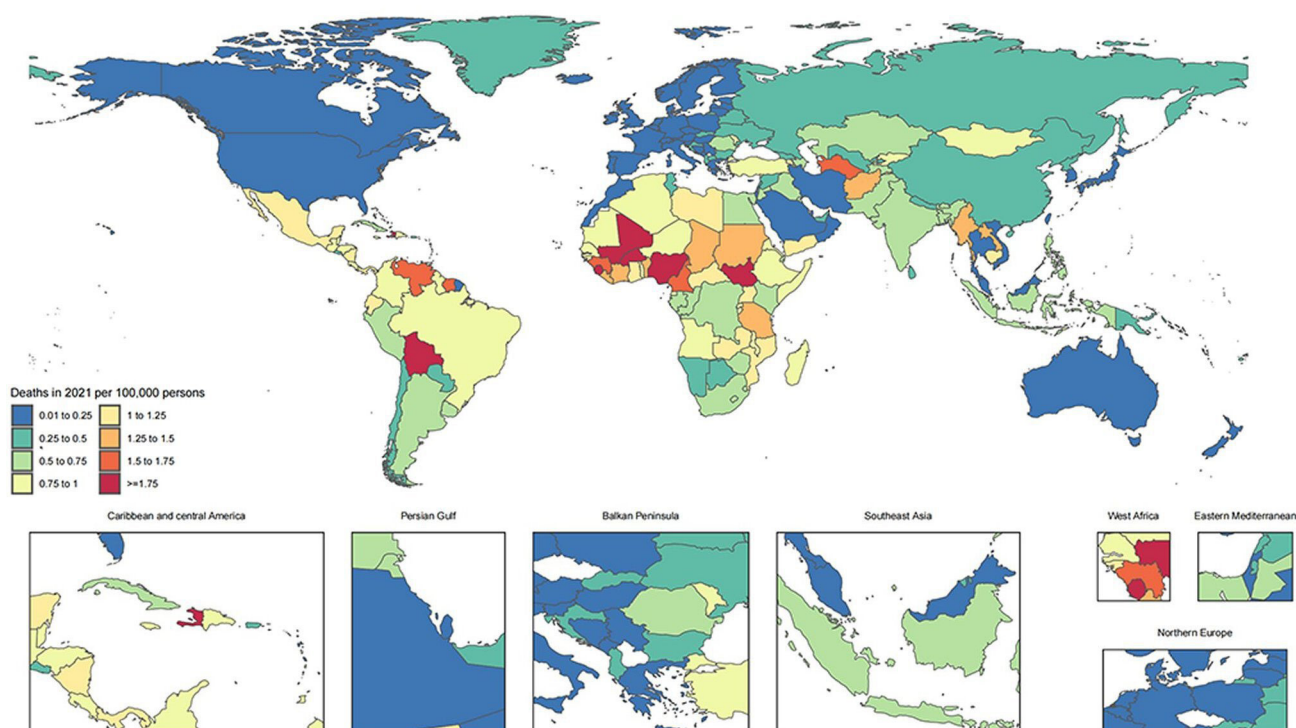 Deaths in 2021 per 100,000 persons
0.01 to 0.25
1 to 1.25
0.25 to 0.5
1.25 to 1.5
0.5 to 0.75
1.5 to 1.75
0.75 to 1
>=1.75
Caribbean and central America
Persian Gulf
Balkan Peninsula
Southeast Asia
West Africa
Eastern Mediterranean
Northern Europe